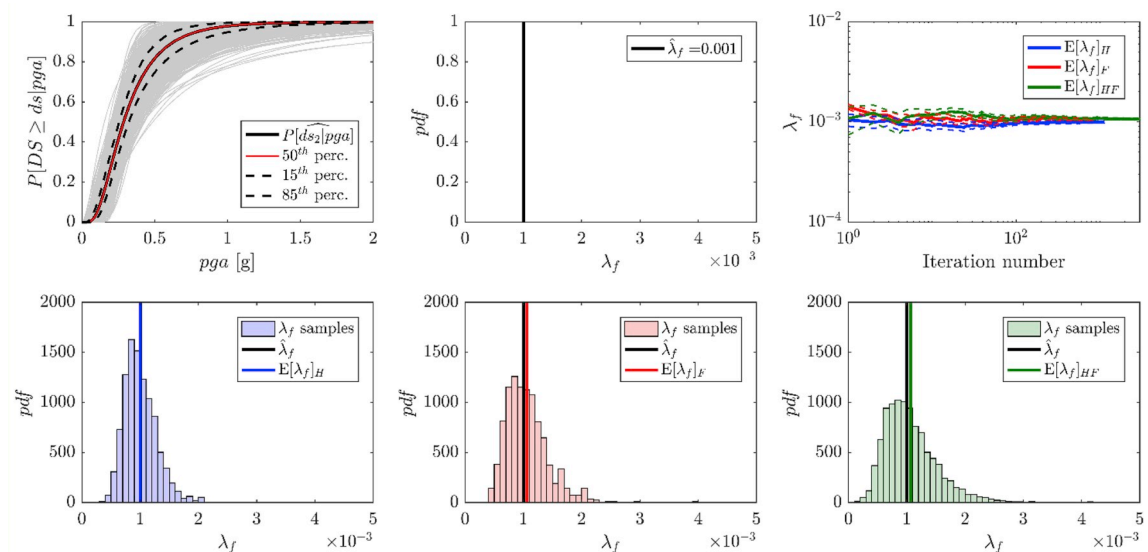 P[DS ≥ ds|pga]
1
0.8
0.6
0.4
0.2
0
0 0.5 1 1.5 2
pga [g]
P[ds₂|pga]
50th perc.
15th perc.
85th perc.
pdf
1
0.8
0.6
0.4
0.2
0
0 1 2 3 4 5
λf
×10 ³
λ̂f =0.001
λf
10⁻²
10⁻³
10⁻⁴
10⁰ 10²
Iteration number
E[λf]H
E[λf]F
E[λf]HF
pdf
2000
1500
1000
500
0
0 1 2 3 4 5
λf
×10⁻³
λf samples
λ̂f
E[λf]H
pdf
2000
1500
1000
500
0
0 1 2 3 4 5
λf
×10⁻³
λf samples
λ̂f
E[λf]F
pdf
2000
1500
1000
500
0
0 1 2 3 4 5
λf
×10⁻³
λf samples
λ̂f
E[λf]HF